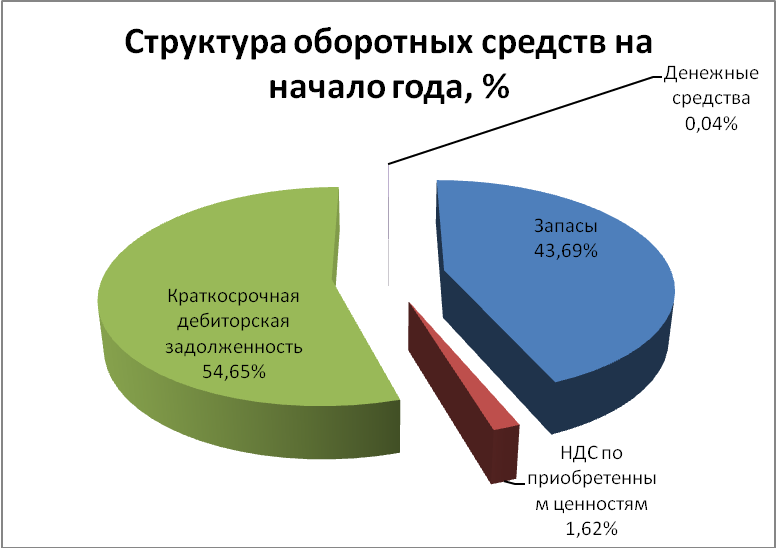 Структура оборотных средств на
начало года, %
Денежные
средства
0,04%
Запасы
43,69%
Краткосрочная
дебиторская
задолженность
54,65%
НДС по
приобретенны
м ценностям
1,62%